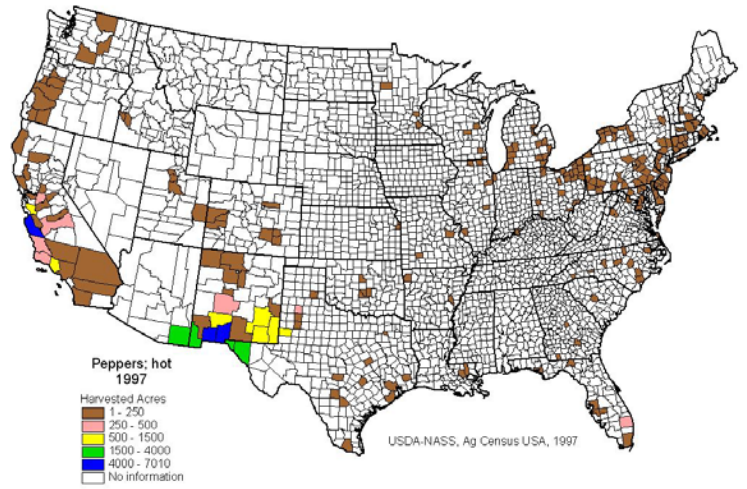 Peppers; hot
1997
Harvested Acres
1 - 250
250 - 500
500 - 1500
1500 - 4000
4000 - 7010
No information
USDA-NASS, Ag Census USA, 1997